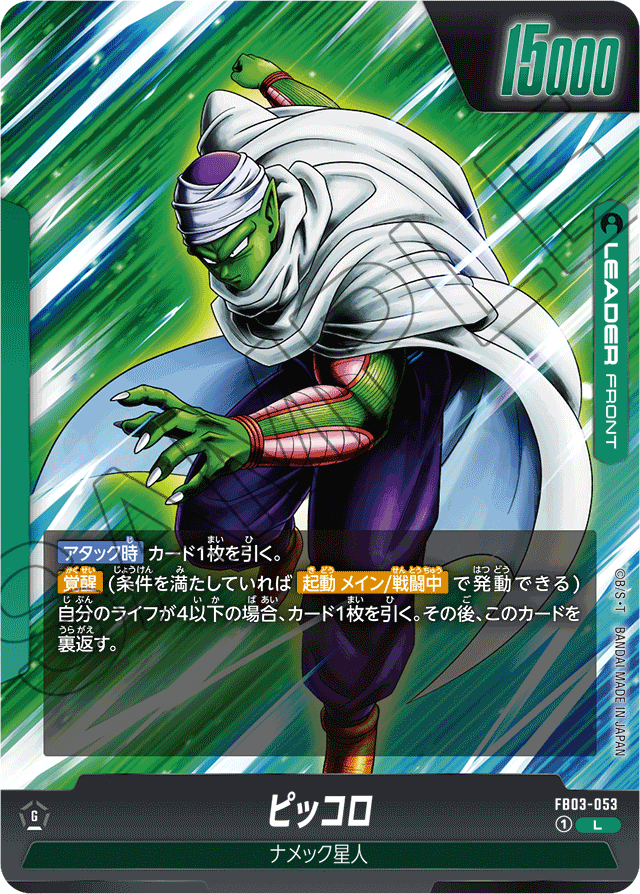 15000
LEADER FRONT
アタック時 カード1枚を引く。
覚醒 (条件を満たしていれば 起動メイン/戦闘中 で発動できる)
自分のライフが4以下の場合、カード1枚を引く。その後、このカードを
裏返す。
©B/S・T BANDAI MADE IN JAPAN
SAMPLE
ピッコロ
G
FB03-053
1 L
ナメック星人